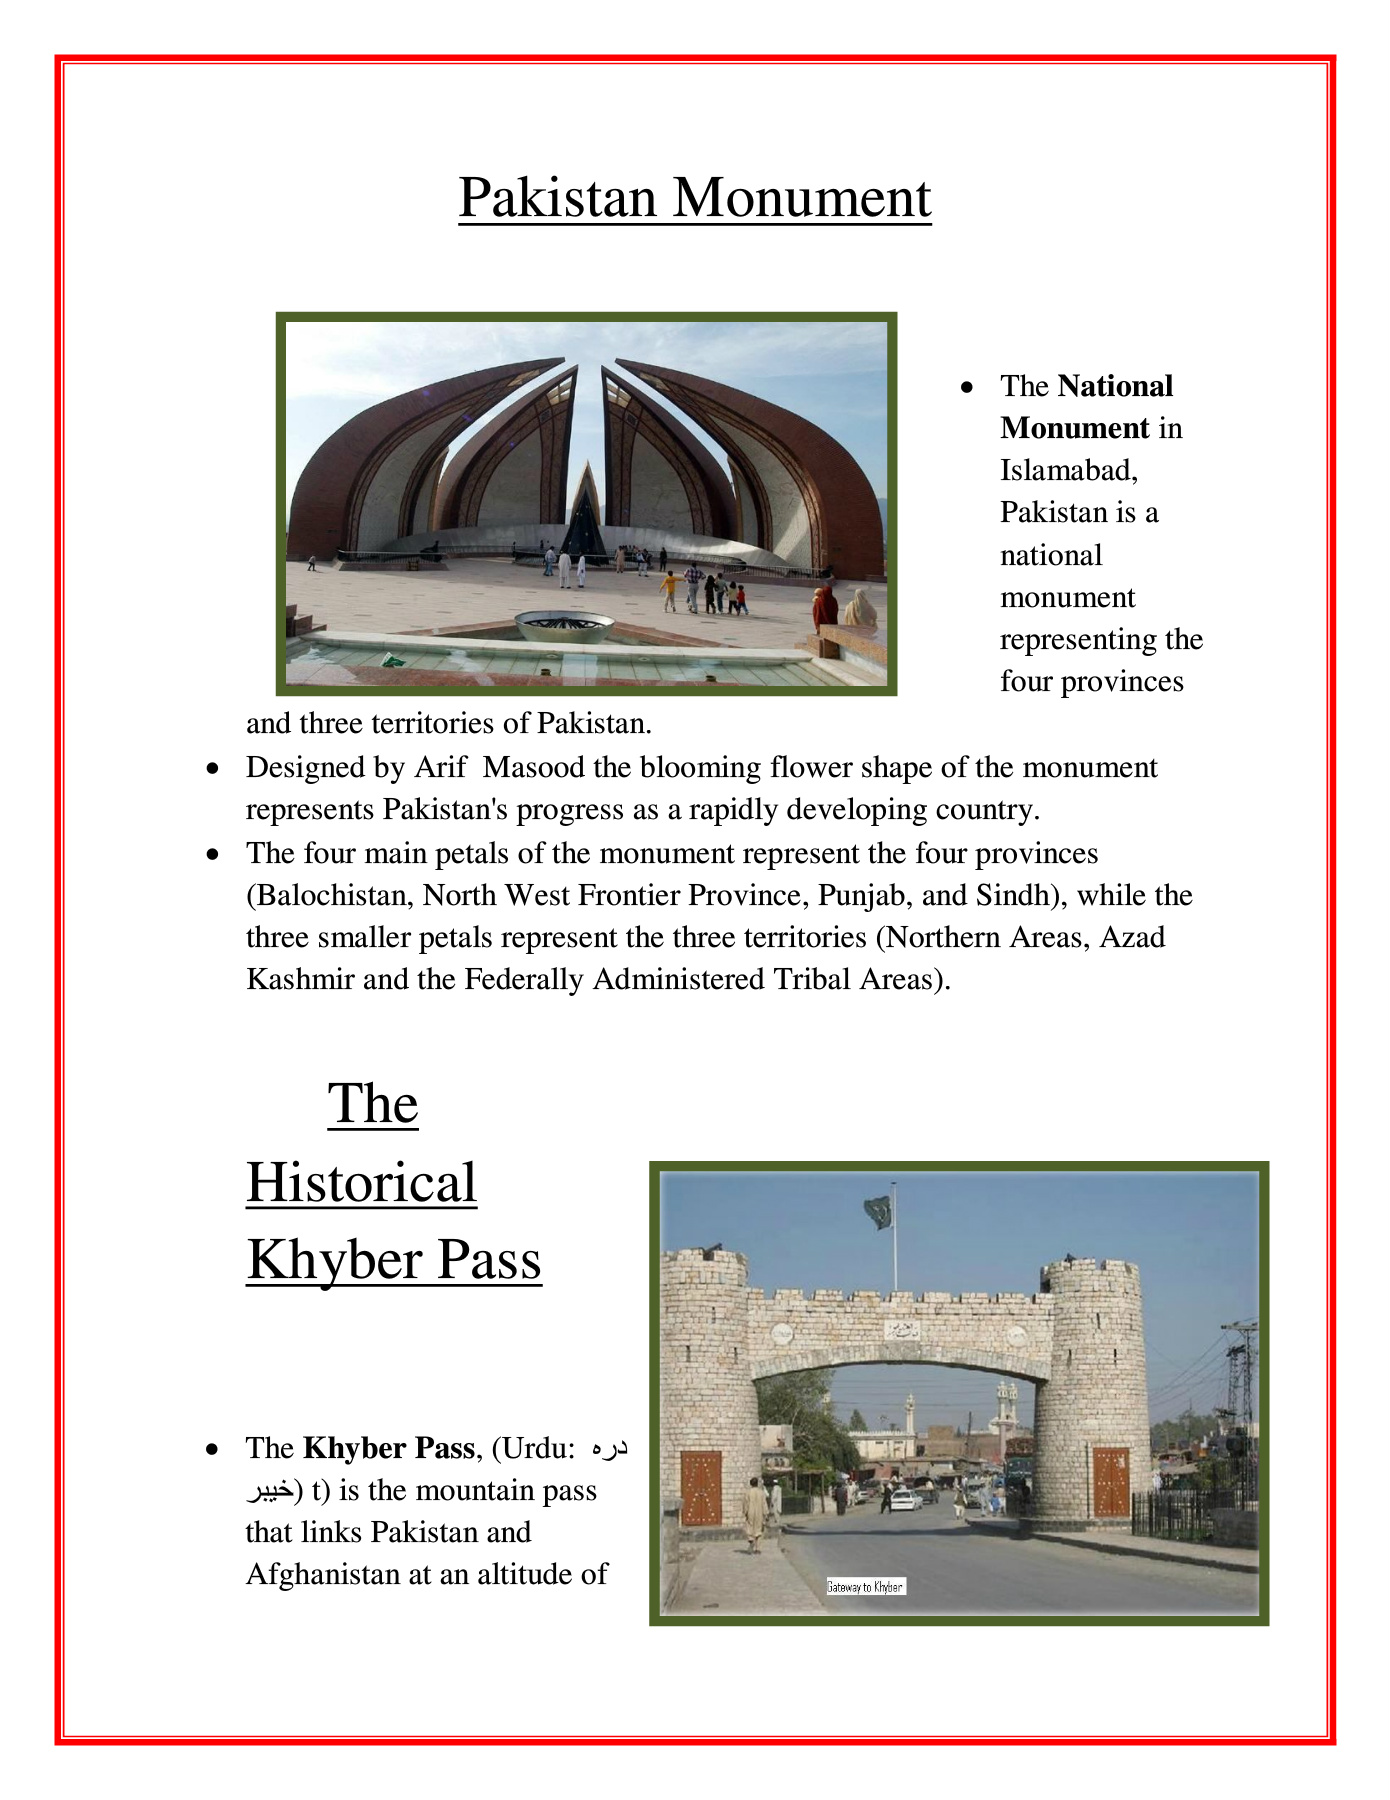 Pakistan Monument
The National
Monument in
Islamabad,
Pakistan is a
national
monument
representing the
four provinces
and three territories of Pakistan.
Designed by Arif  Masood the blooming flower shape of the monument
represents Pakistan's progress as a rapidly developing country.
The four main petals of the monument represent the four provinces
(Balochistan, North West Frontier Province, Punjab, and Sindh), while the
three smaller petals represent the three territories (Northern Areas, Azad
Kashmir and the Federally Administered Tribal Areas).
The
Historical
Khyber Pass
The Khyber Pass, (Urdu:  درہ
خیبر) t) is the mountain pass
that links Pakistan and
Afghanistan at an altitude of
Gateway to Khyber